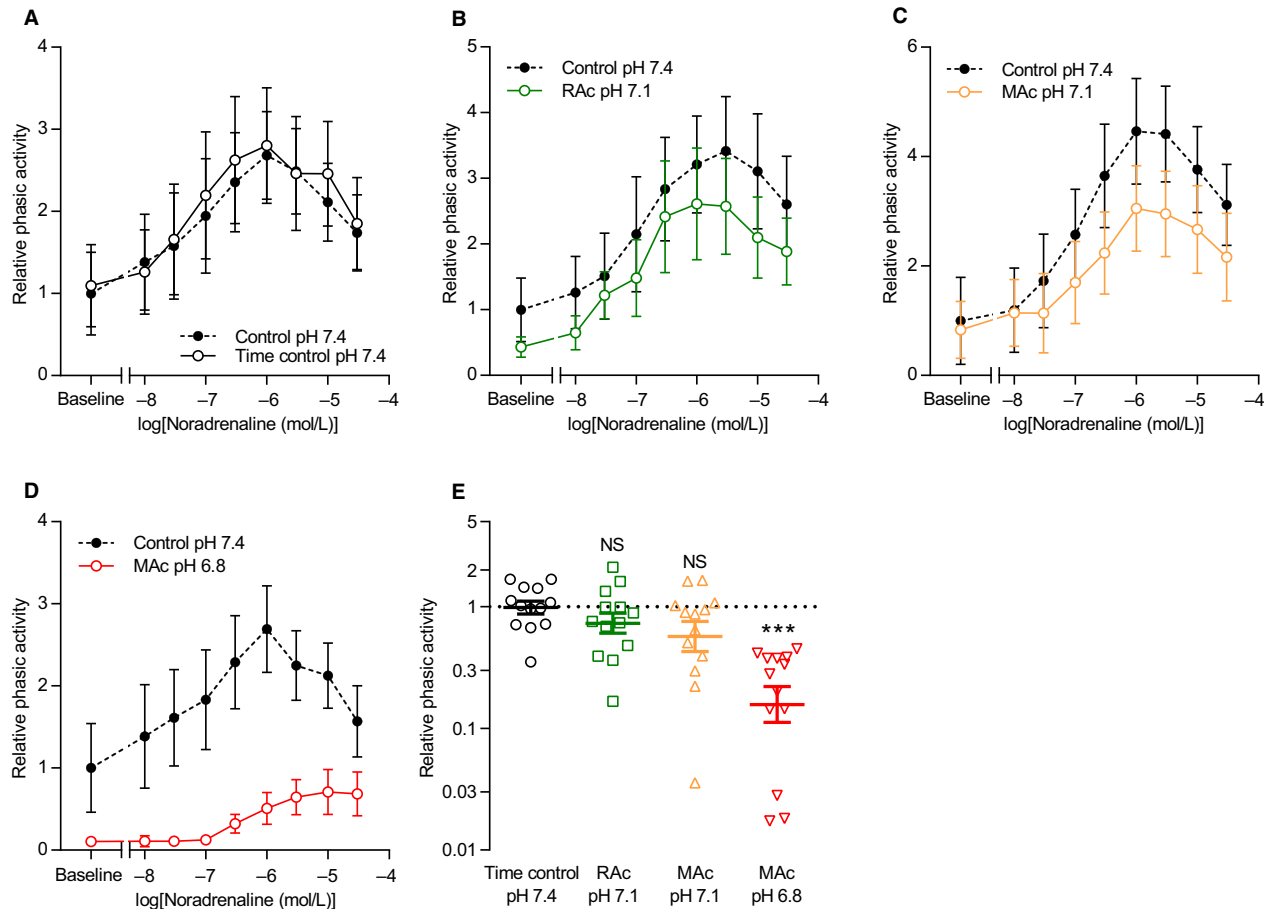 A
Relative phasic activity
4
3
2
1
0
Control pH 7.4
Time control pH 7.4
Baseline –8 –7 –6 –5 –4
log[Noradrenaline (mol/L)]
B
Relative phasic activity
5
4
3
2
1
0
Control pH 7.4
RAc pH 7.1
Baseline –8 –7 –6 –5 –4
log[Noradrenaline (mol/L)]
C
Relative phasic activity
6
4
2
0
Control pH 7.4
MAc pH 7.1
Baseline –8 –7 –6 –5 –4
log[Noradrenaline (mol/L)]
D
Relative phasic activity
4
3
2
1
0
Control pH 7.4
MAc pH 6.8
Baseline –8 –7 –6 –5 –4
log[Noradrenaline (mol/L)]
E
Relative phasic activity
5
2
1
0.3
0.1
0.03
0.01
NS
NS
***
Time control
pH 7.4
RAc
pH 7.1
MAc
pH 7.1
MAc
pH 6.8